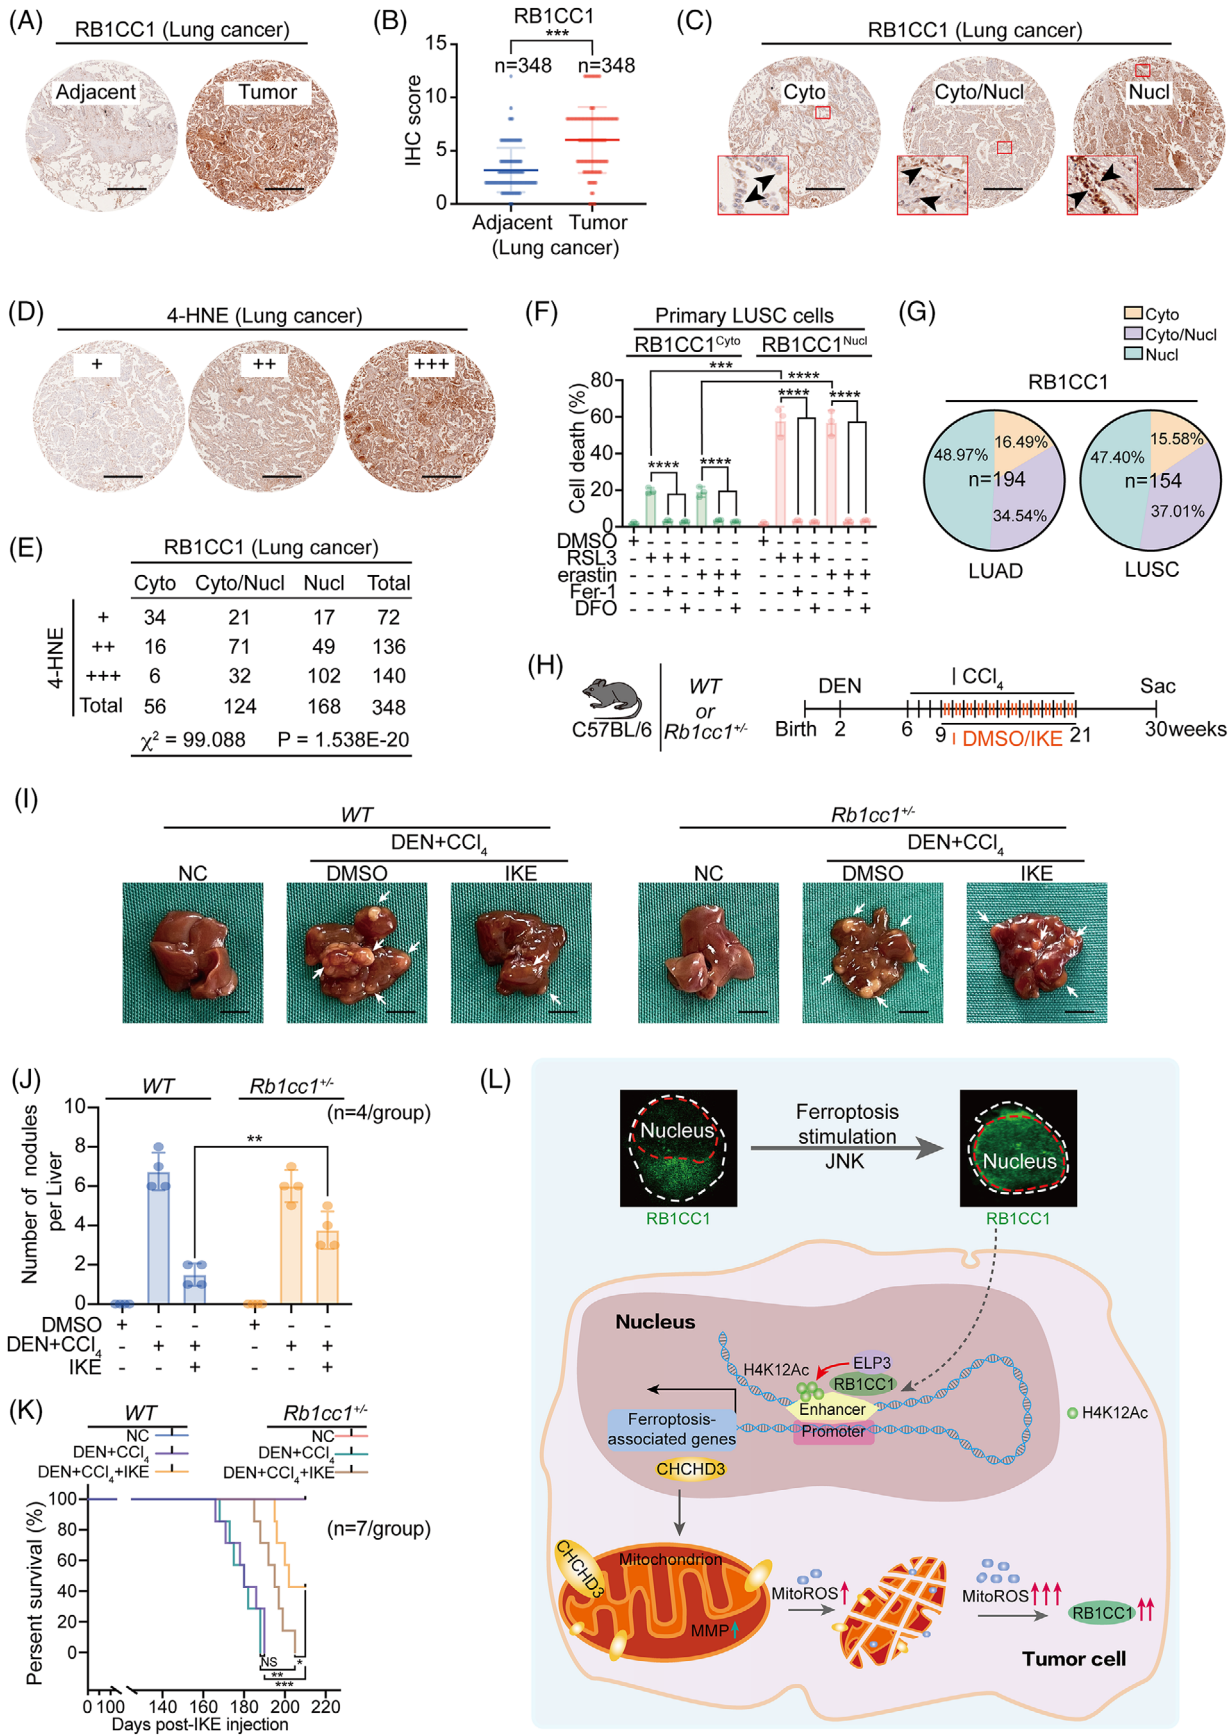 (A)
RB1CC1 (Lung cancer)
Adjacent
Tumor
(B)
RB1CC1
***
n=348
n=348
IHC score
15
10
5
0
Adjacent
Tumor
(Lung cancer)
(C)
RB1CC1 (Lung cancer)
Cyto
Cyto/Nucl
Nucl
(D)
4-HNE (Lung cancer)
+
++
+++
(E)
RB1CC1 (Lung cancer)
Cyto Cyto/Nucl Nucl Total
4-HNE
+ 34 21 17 72
++ 16 71 49 136
+++ 6 32 102 140
Total 56 124 168 348
χ² = 99.088 P = 1.538E-20
(F)
Primary LUSC cells
RB1CC1Cyto RB1CC1Nucl
***
****
****
****
****
****
Cell death (%)
80
60
40
20
0
DMSO + - - - - - - + - - - - - -
RSL3 - + + + - - - - + + + - - -
erastin - - - - + + + - - - - + + +
Fer-1 - - + - - + - - - + - - + -
DFO - - - + - - + - - - + - - +
(G)
Cyto
Cyto/Nucl
Nucl
RB1CC1
16.49%
48.97%
n=194
34.54%
LUAD
15.58%
47.40%
n=154
37.01%
LUSC
(H)
C57BL/6
WT
or
Rb1cc1+/-
DEN
CCl4
Sac
Birth 2 6 9 21 30weeks
DMSO/IKE
(I)
WT
DEN+CCl4
NC DMSO IKE
Rb1cc1+/-
DEN+CCl4
NC DMSO IKE
(J)
WT Rb1cc1+/-
(n=4/group)
**
Number of nodules
per Liver
10
8
6
4
2
0
DMSO + - - + - -
DEN+CCl4 - + + - + +
IKE - - + - - +
(K)
WT
NC
DEN+CCl4
DEN+CCl4+IKE
Rb1cc1+/-
NC
DEN+CCl4
DEN+CCl4+IKE
(n=7/group)
Persent survival (%)
100
80
60
40
20
0
NS
*
**
***
0 100 140 160 180 200 220
Days post-IKE injection
(L)
Nucleus
RB1CC1
Ferroptosis
stimulation
JNK
Nucleus
RB1CC1
Nucleus
H4K12Ac
ELP3
RB1CC1
Enhancer
Promoter
Ferroptosis-
associated genes
CHCHD3
H4K12Ac
CHCHD3
Mitochondrion
MMP
MitoROS
MitoROS
RB1CC1
Tumor cell